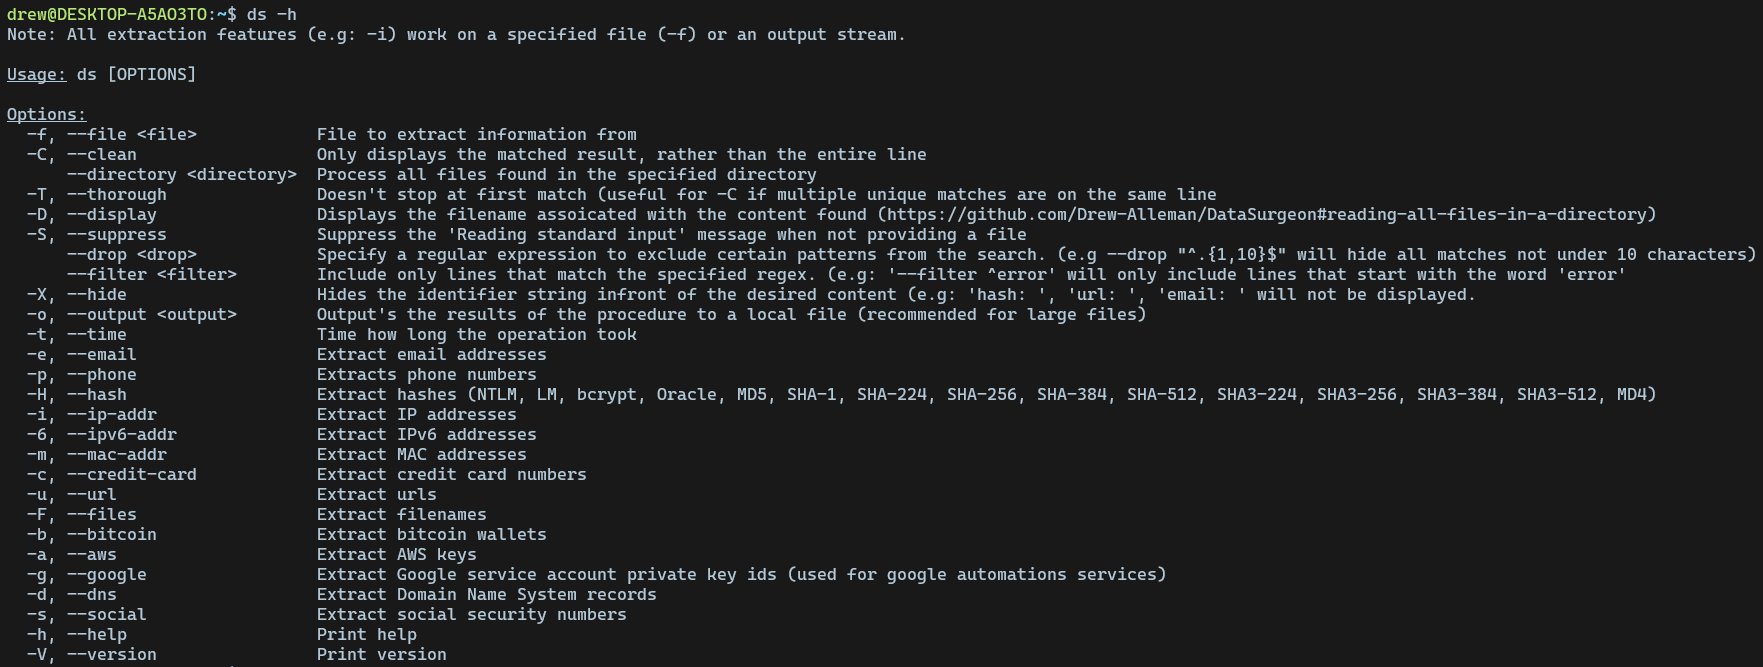 drew@DESKTOP-A5AO3TO:~$ ds -h
Note: All extraction features (e.g: -i) work on a specified file (-f) or an output stream.

Usage: ds [OPTIONS]

Options:
  -f, --file <file>            File to extract information from
  -C, --clean                  Only displays the matched result, rather than the entire line
      --directory <directory>  Process all files found in the specified directory
  -T, --thorough               Doesn't stop at first match (useful for -C if multiple unique matches are on the same line
  -D, --display                Displays the filename assoicated with the content found (https://github.com/Drew-Alleman/DataSurgeon#reading-all-files-in-a-directory)
  -S, --suppress               Suppress the 'Reading standard input' message when not providing a file
      --drop <drop>            Specify a regular expression to exclude certain patterns from the search. (e.g --drop "^.{1,10}$" will hide all matches not under 10 characters)
      --filter <filter>        Include only lines that match the specified regex. (e.g: '--filter ^error' will only include lines that start with the word 'error'
  -X, --hide                   Hides the identifier string infront of the desired content (e.g: 'hash: ', 'url: ', 'email: ' will not be displayed.
  -o, --output <output>        Output's the results of the procedure to a local file (recommended for large files)
  -t, --time                   Time how long the operation took
  -e, --email                  Extract email addresses
  -p, --phone                  Extracts phone numbers
  -H, --hash                   Extract hashes (NTLM, LM, bcrypt, Oracle, MD5, SHA-1, SHA-224, SHA-256, SHA-384, SHA-512, SHA3-224, SHA3-256, SHA3-384, SHA3-512, MD4)
  -i, --ip-addr                Extract IP addresses
  -6, --ipv6-addr              Extract IPv6 addresses
  -m, --mac-addr               Extract MAC addresses
  -c, --credit-card            Extract credit card numbers
  -u, --url                    Extract urls
  -F, --files                  Extract filenames
  -b, --bitcoin                Extract bitcoin wallets
  -a, --aws                    Extract AWS keys
  -g, --google                 Extract Google service account private key ids (used for google automations services)
  -d, --dns                    Extract Domain Name System records
  -s, --social                 Extract social security numbers
  -h, --help                   Print help
  -V, --version                Print version